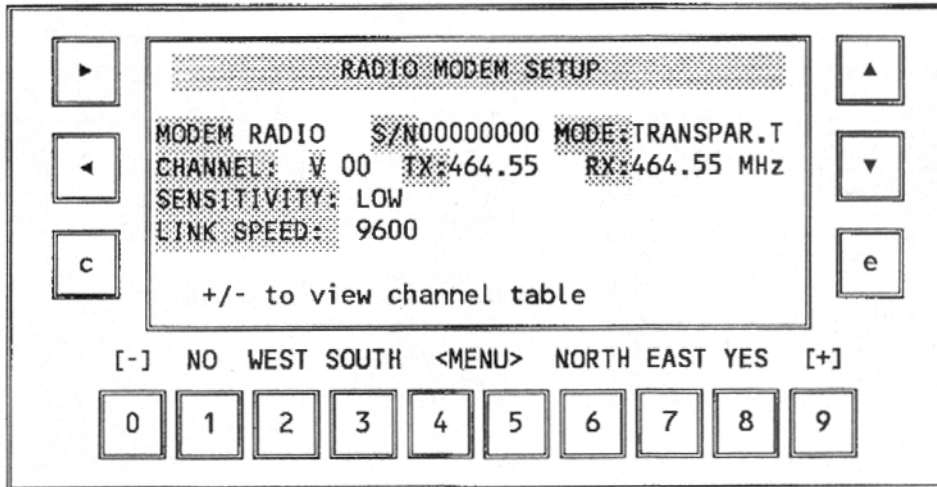 RADIO MODEM SETUP
MODEM RADIO S/N00000000 MODE:TRANSPAR.T
CHANNEL: V 00 TX:464.55 RX:464.55 MHz
SENSITIVITY: LOW
LINK SPEED: 9600
c
e
+/- to view channel table
[-] NO WEST SOUTH <MENU> NORTH EAST YES [+]
0 1 2 3 4 5 6 7 8 9